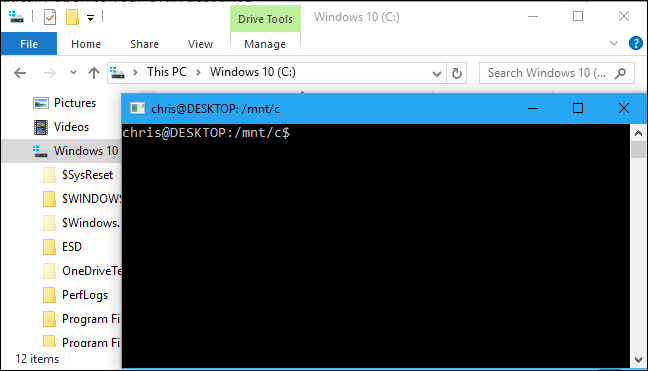 Drive Tools
Windows 10 (C:)
File
Home
Share
View
Manage
This PC > Windows 10 (C:)
Search Windows 10 (...
Pictures
Videos
Windows 10
$SysReset
$WINDOWS
$Windows.
ESD
OneDriveTe
PerfLogs
Program Fi
Program Fi
12 items
chris@DESKTOP: /mnt/c
chris@DESKTOP:/mnt/c$